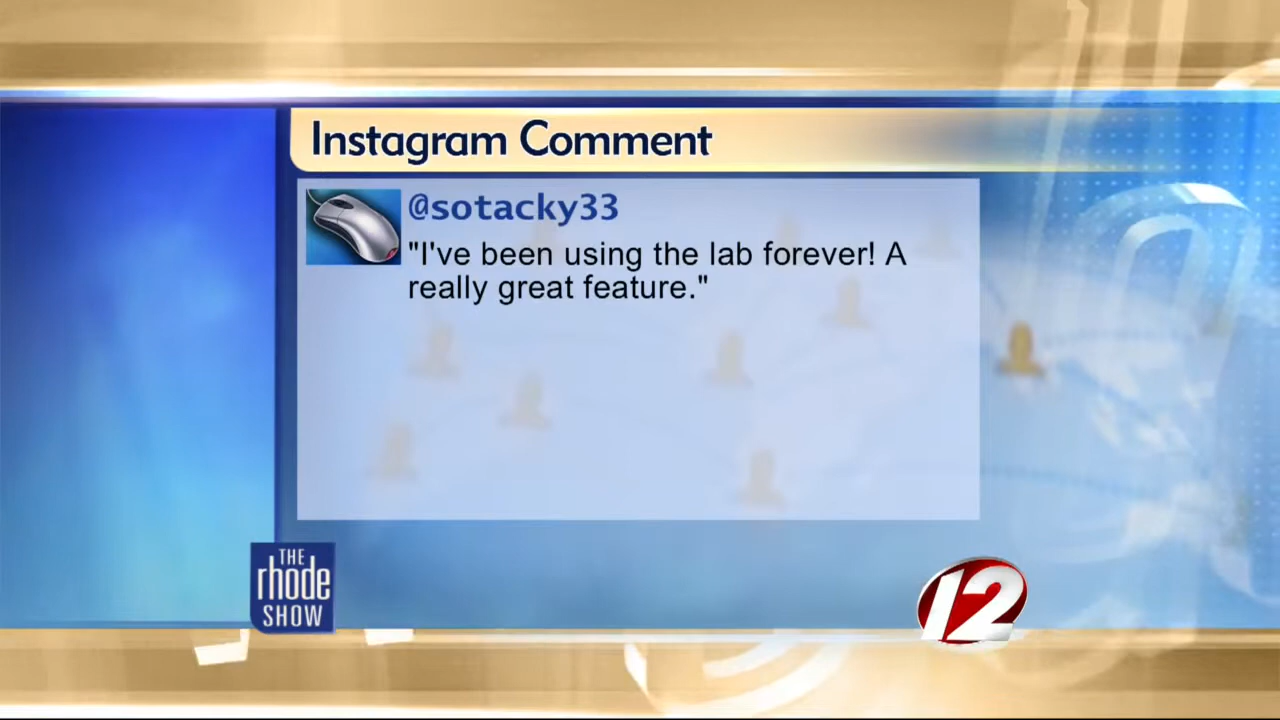 Instagram Comment
@sotacky33
"I've been using the lab forever! A
really great feature."
THE
rhode
SHOW
12